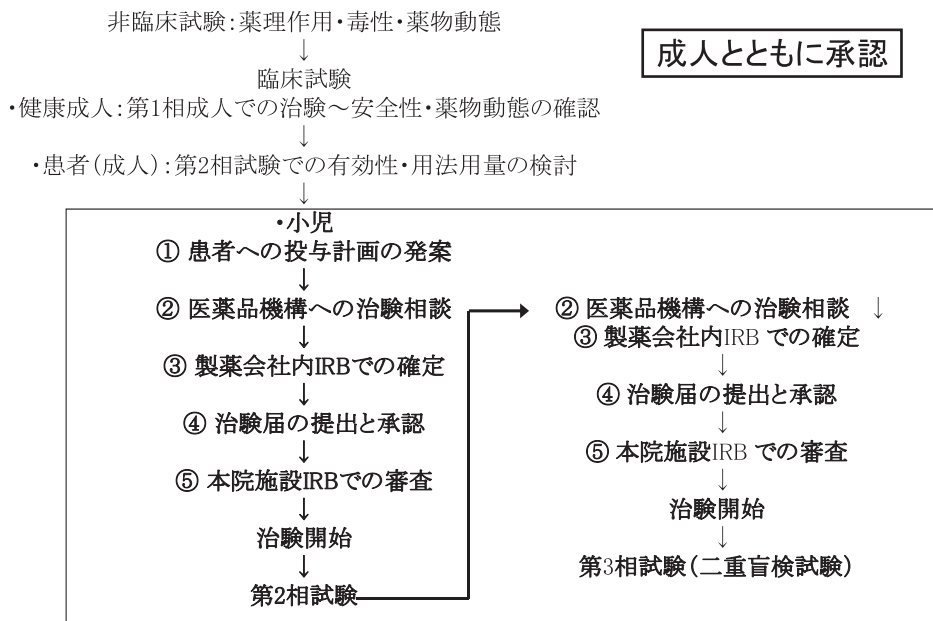 非臨床試験:薬理作用・毒性・薬物動態
↓
成人とともに承認
臨床試験
・健康成人:第1相成人での治験～安全性・薬物動態の確認
↓
・患者(成人):第2相試験での有効性・用法用量の検討
↓
・小児
① 患者への投与計画の発案
↓
② 医薬品機構への治験相談
↓
③ 製薬会社内IRBでの確定
↓
④ 治験届の提出と承認
↓
⑤ 本院施設IRBでの審査
↓
治験開始
↓
第2相試験
② 医薬品機構への治験相談 ↓
③ 製薬会社内IRB での確定
↓
④ 治験届の提出と承認
↓
⑤ 本院施設IRB での審査
↓
治験開始
↓
第3相試験(二重盲検試験)